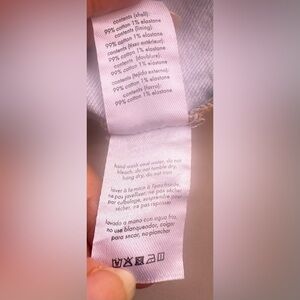 contents (shell):
99% cotton 1% elastane
contents (lining):
99% cotton 1% elastane
contents (tissu extérieur):
99% cotton 1% elastane
contents (doublure):
99% cotton 1% elastane
contents (tejido externo):
99% cotton 1% elastane
contents (forro):
99% cotton 1% elastane
hand wash cool water, do not
bleach, do not tumble dry,
hang dry, do not iron
laver à la main à l'eau froide,
ne pas javelliser, ne pas sécher
par culbutage, suspendre pour
sécher, ne pas repasser
lavado a mano con agua fria,
no use blanqueador, colgar
para secar, no planchar